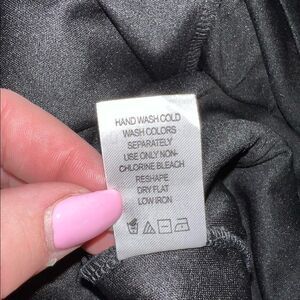 HAND WASH COLD
WASH COLORS
SEPARATELY
USE ONLY NON-
CHLORINE BLEACH
RESHAPE
DRY FLAT
LOW IRON